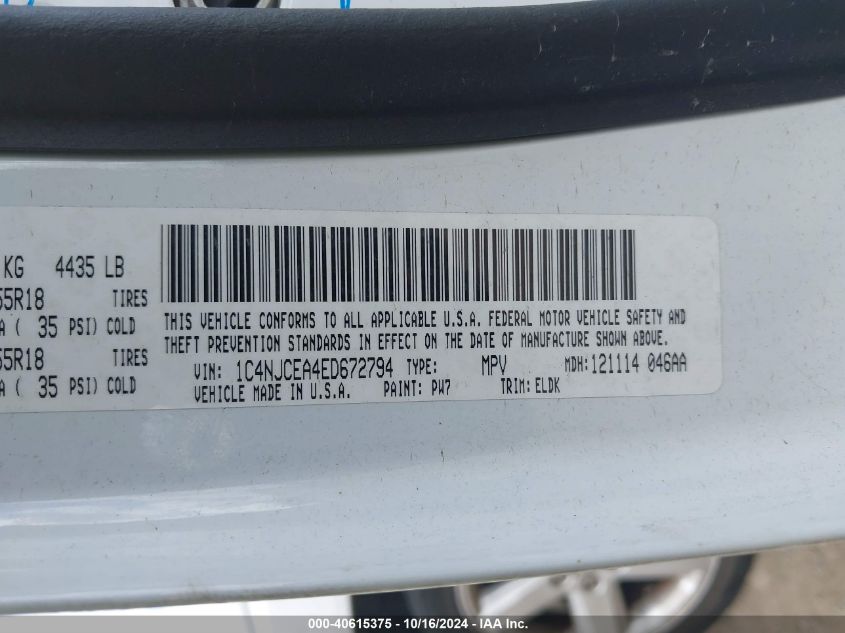 KG 4435 LB
55R18 TIRES
A ( 35 PSI) COLD
55R18 TIRES
A ( 35 PSI) COLD
THIS VEHICLE CONFORMS TO ALL APPLICABLE U.S.A. FEDERAL MOTOR VEHICLE SAFETY AND
THEFT PREVENTION STANDARDS IN EFFECT ON THE DATE OF MANUFACTURE SHOWN ABOVE.
VIN: 1C4NJCEA4ED672794 TYPE: MPV MDH: 121114 046AA
VEHICLE MADE IN U.S.A. PAINT: PW7 TRIM: ELDK
000-40615375 - 10/16/2024 - IAA Inc.